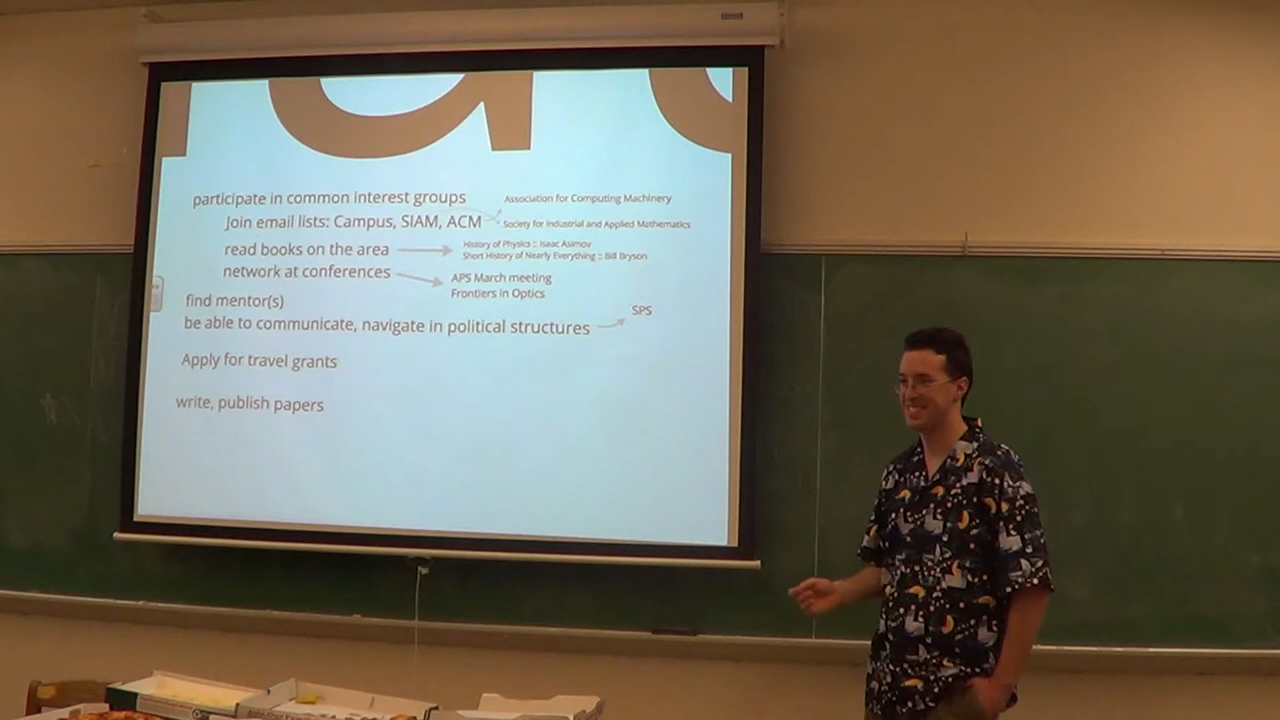 participate in common interest groups
Association for Computing Machinery
Join email lists: Campus, SIAM, ACM
Society for Industrial and Applied Mathematics
read books on the area
History of Physics :: Isaac Asimov
Short History of Nearly Everything :: Bill Bryson
network at conferences
APS March meeting
Frontiers in Optics
find mentor(s)
be able to communicate, navigate in political structures
SPS
Apply for travel grants
write, publish papers